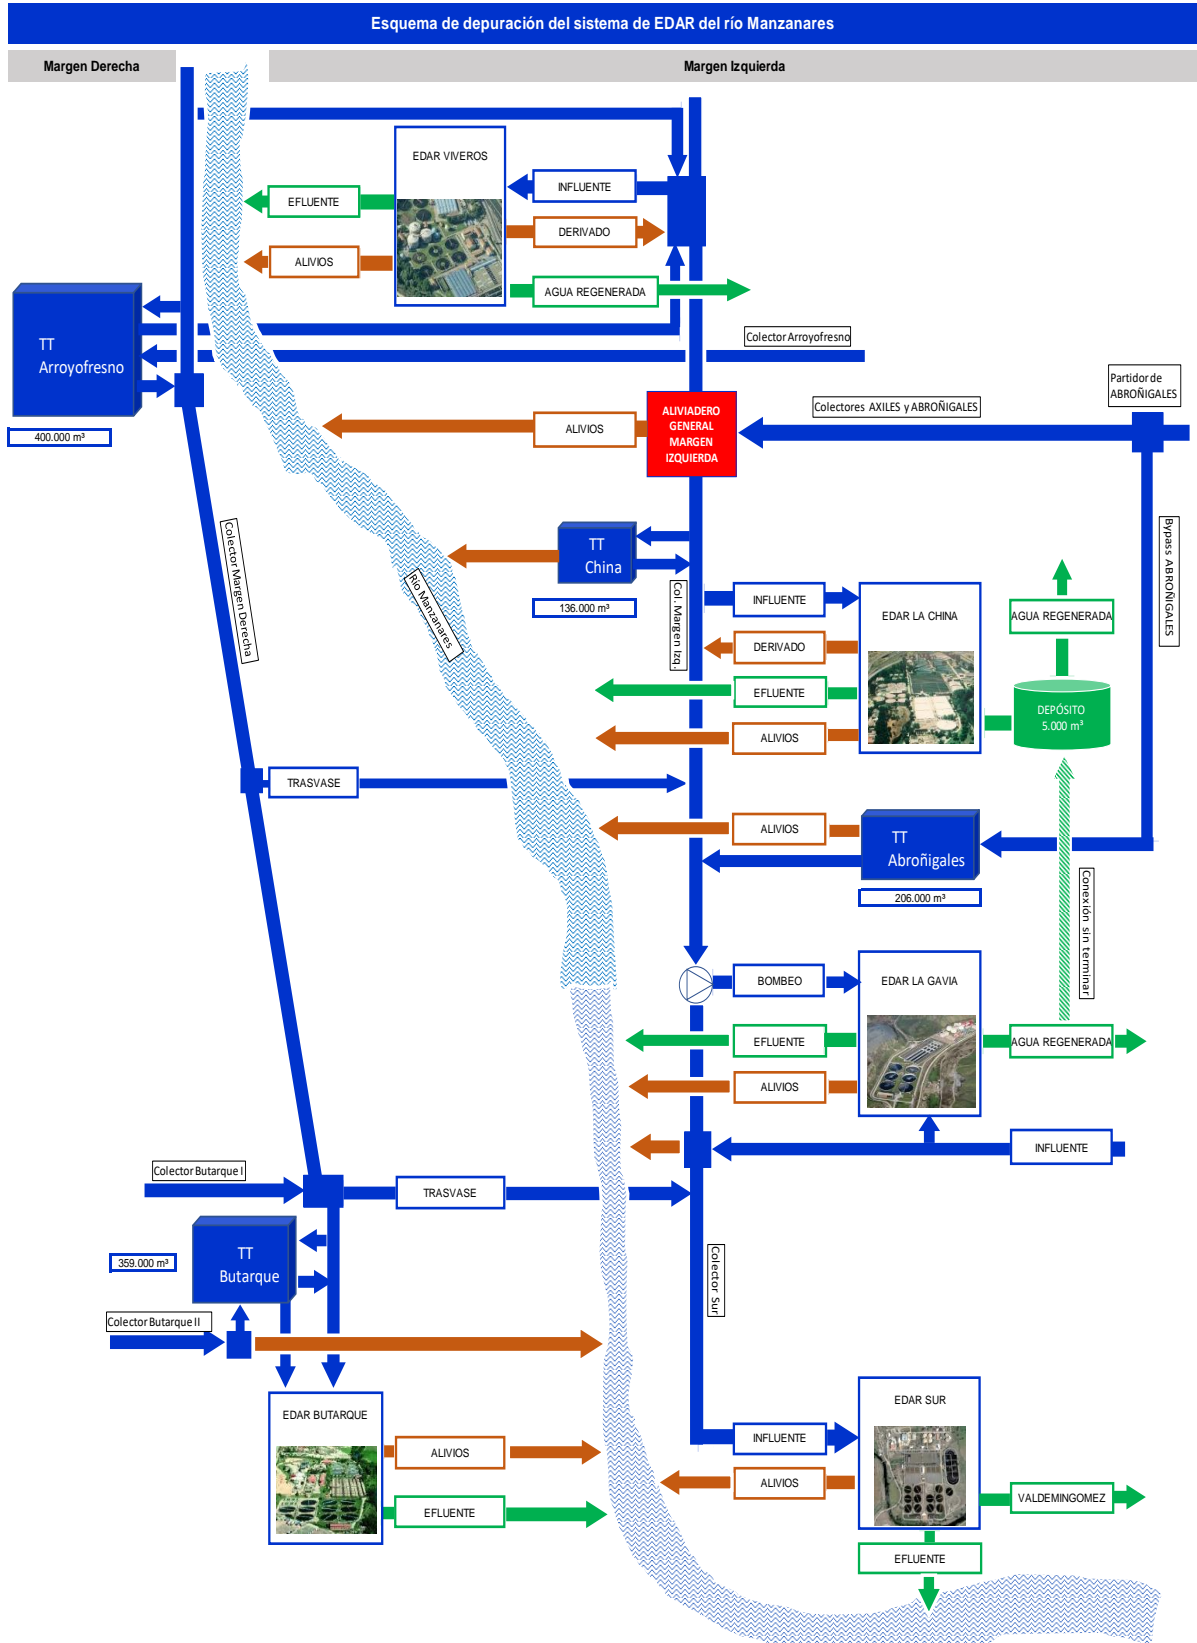 Esquema de depuración del sistema de EDAR del río Manzanares
Margen Derecha
Margen Izquierda
EDAR VIVEROS
INFLUENTE
EFLUENTE
DERIVADO
ALIVIOS
AGUA REGENERADA
TT
Arroyofresno
400.000 m³
Colector Arroyofresno
Partidor de
ABROÑIGALES
Colectores AXILES y ABROÑIGALES
ALIVIADERO
GENERAL
MARGEN
IZQUIERDA
ALIVIOS
Bypass ABROÑIGALES
Colector Margen Derecha
Río Manzanares
TT
China
136.000 m³
Col. Margen Izq.
INFLUENTE
EDAR LA CHINA
DERIVADO
EFLUENTE
ALIVIOS
AGUA REGENERADA
DEPÓSITO
5.000 m³
TRASVASE
ALIVIOS
TT
Abroñigales
206.000 m³
Conexión sin terminar
BOMBEO
EDAR LA GAVIA
EFLUENTE
AGUA REGENERADA
ALIVIOS
INFLUENTE
Colector Butarque I
TRASVASE
TT
Butarque
359.000 m³
Colector Sur
Colector Butarque II
EDAR BUTARQUE
ALIVIOS
EFLUENTE
EDAR SUR
INFLUENTE
ALIVIOS
VALDEMINGOMEZ
EFLUENTE